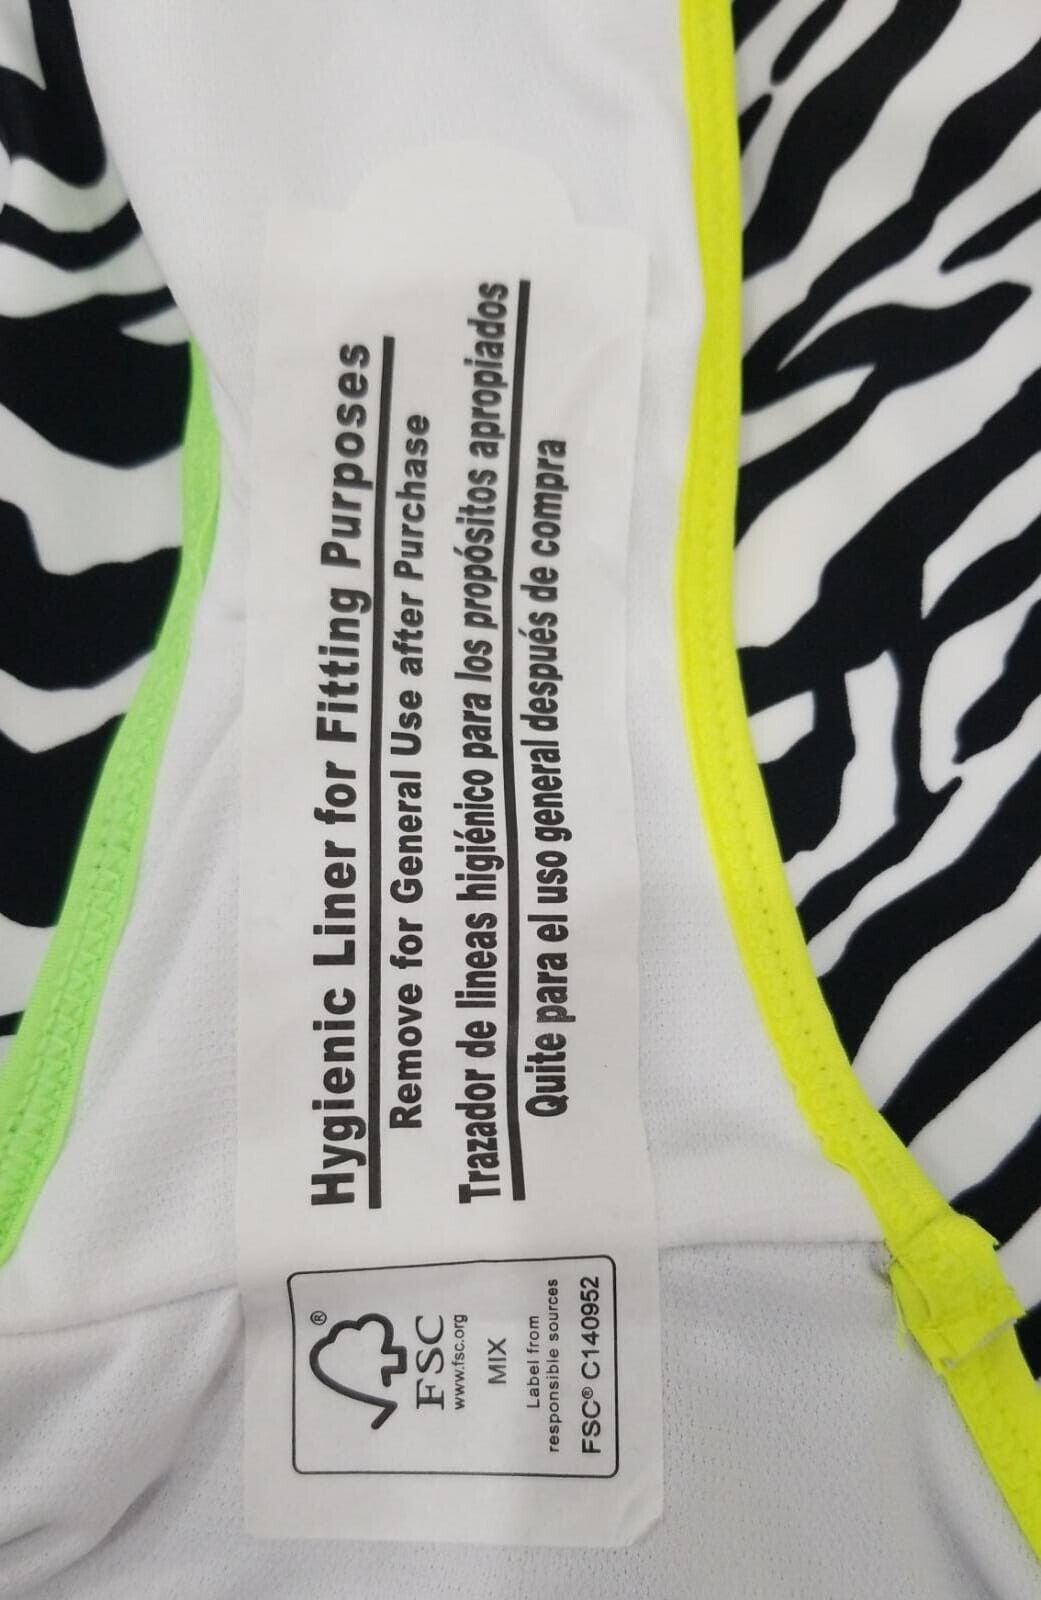 Hygienic Liner for Fitting Purposes
Remove for General Use after Purchase
Trazador de lineas higiénico para los propósitos apropiados
Quite para el uso general después de compra
®
FSC
www.fsc.org
MIX
Label from
responsible sources
FSC® C140952